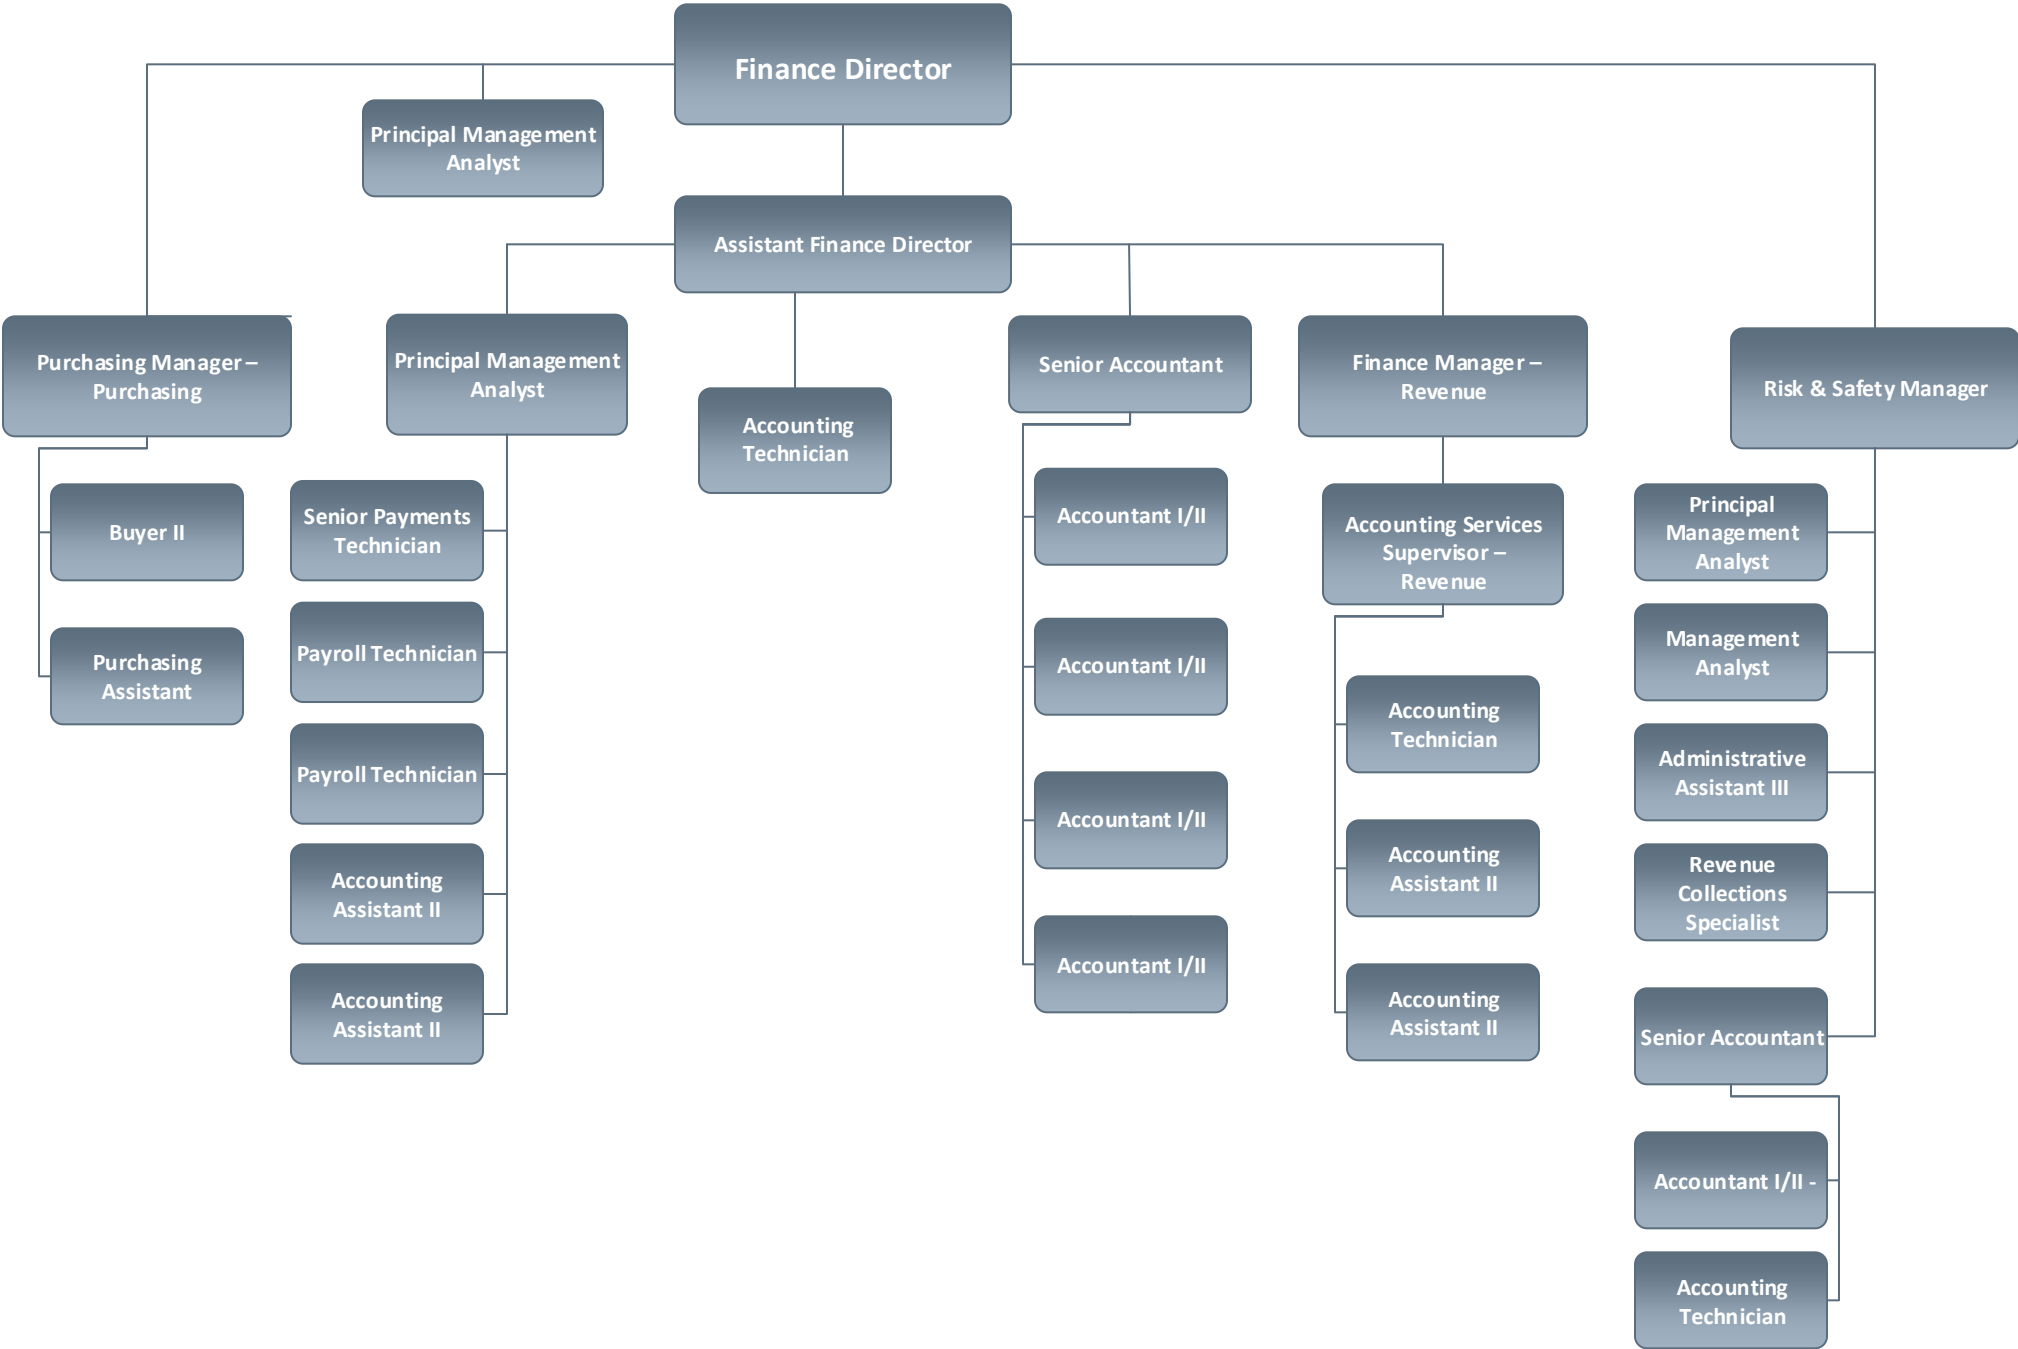 Finance Director
Principal Management
Analyst
Assistant Finance Director
Purchasing Manager –
Purchasing
Buyer II
Purchasing
Assistant
Principal Management
Analyst
Senior Payments
Technician
Payroll Technician
Payroll Technician
Accounting
Assistant II
Accounting
Assistant II
Accounting
Technician
Senior Accountant
Accountant I/II
Accountant I/II
Accountant I/II
Accountant I/II
Finance Manager –
Revenue
Accounting Services
Supervisor –
Revenue
Accounting
Technician
Accounting
Assistant II
Accounting
Assistant II
Risk & Safety Manager
Principal
Management
Analyst
Management
Analyst
Administrative
Assistant III
Revenue
Collections
Specialist
Senior Accountant
Accountant I/II -
Accounting
Technician